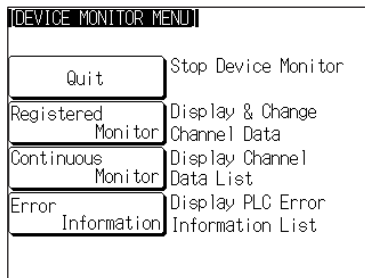 [DEVICE MONITOR MENU]
Quit
Stop Device Monitor
Registered
Monitor
Display & Change
Channel Data
Continuous
Monitor
Display Channel
Data List
Error
Information
Display PLC Error
Information List